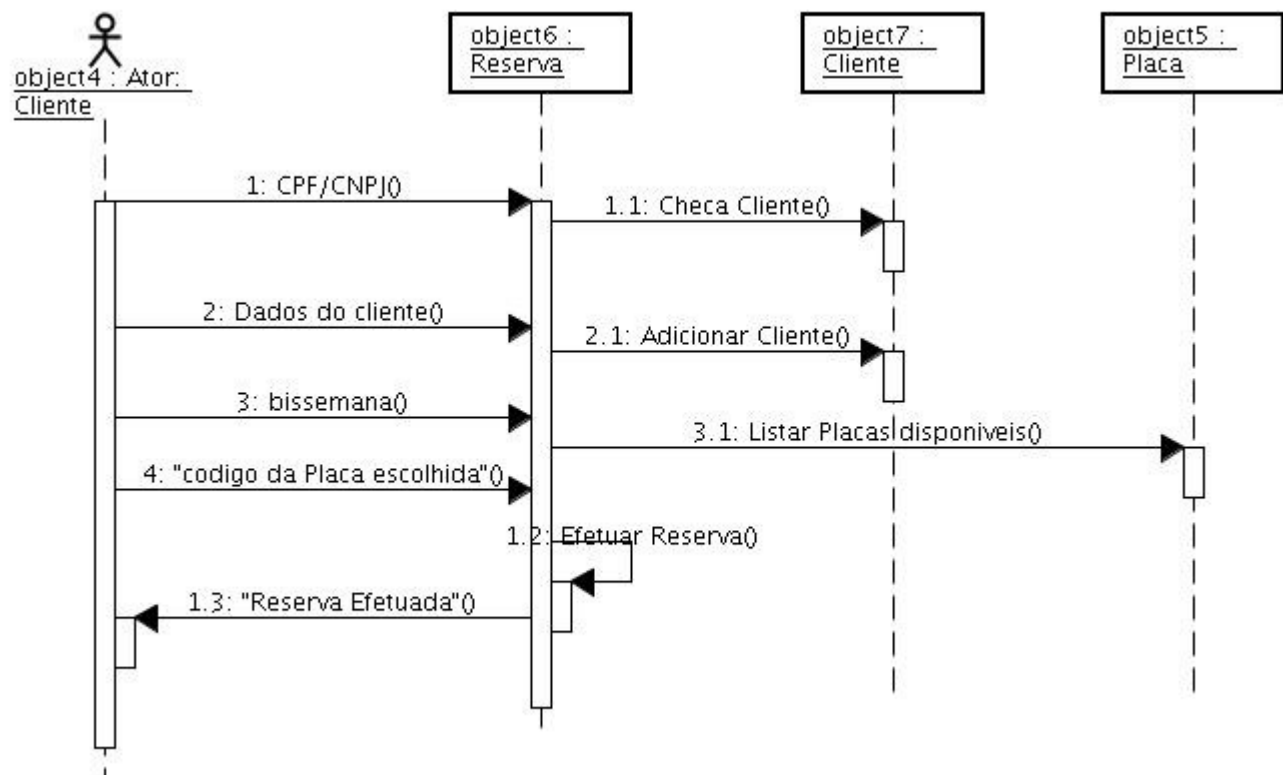 object4 : Ator:
Cliente
object6 :
Reserva
object7 :
Cliente
object5 :
Placa
1: CPF/CNPJ()
1.1: Checa Cliente()
2: Dados do cliente()
2.1: Adicionar Cliente()
3: bissemana()
3.1: Listar Placas disponiveis()
4: "codigo da Placa escolhida"()
1.2: Efetuar Reserva()
1.3: "Reserva Efetuada"()